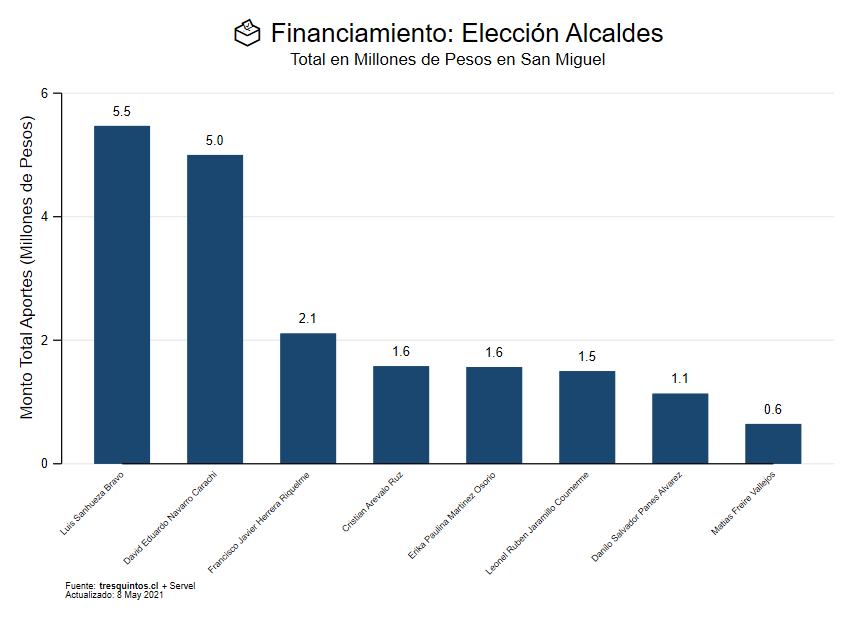 Financiamiento: Elección Alcaldes
Total en Millones de Pesos en San Miguel
Monto Total Aportes (Millones de Pesos)
6
4
2
0
5.5
5.0
2.1
1.6
1.6
1.5
1.1
0.6
Luis Sanhueza Bravo
David Eduardo Navarro Carachi
Francisco Javier Herrera Riquelme
Cristian Arevalo Ruz
Erika Paulina Martinez Osorio
Leonel Ruben Jaramillo Coumerme
Danilo Salvador Panes Alvarez
Matias Freire Vallejos
Fuente: tresquintos.cl + Servel
Actualizado: 8 May 2021